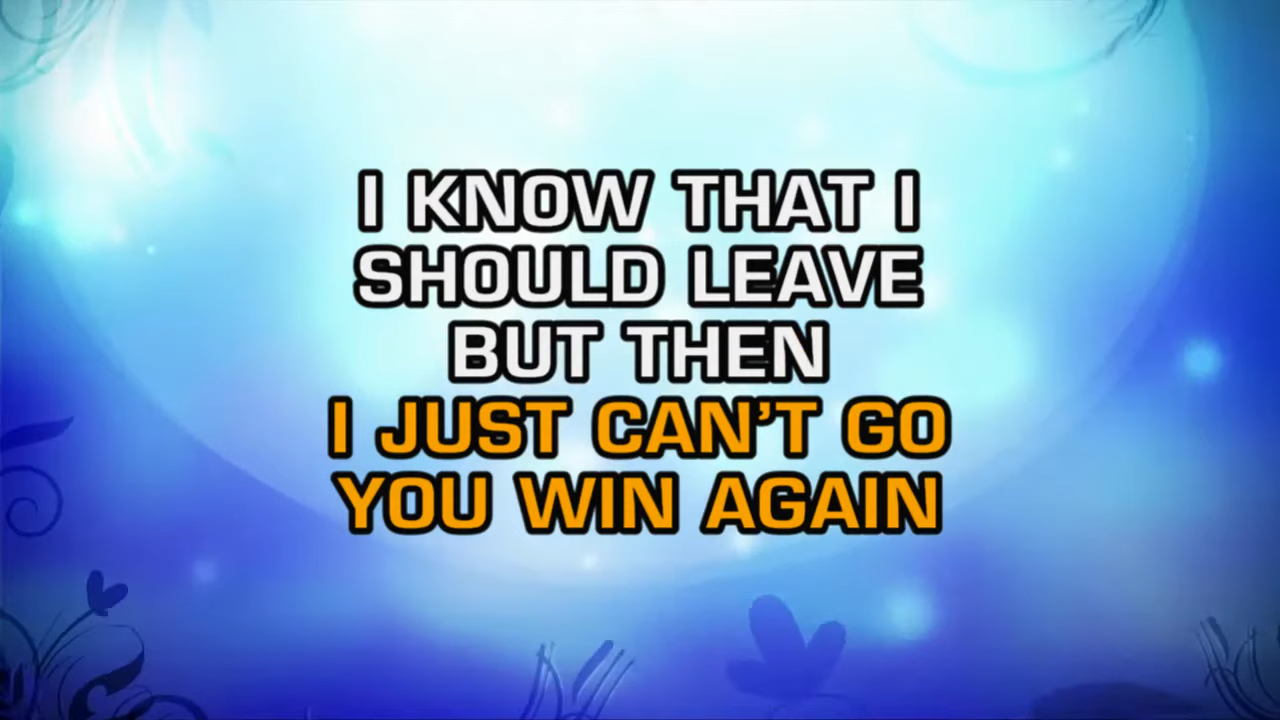 I KNOW THAT I
SHOULD LEAVE
BUT THEN
I JUST CAN’T GO
YOU WIN AGAIN